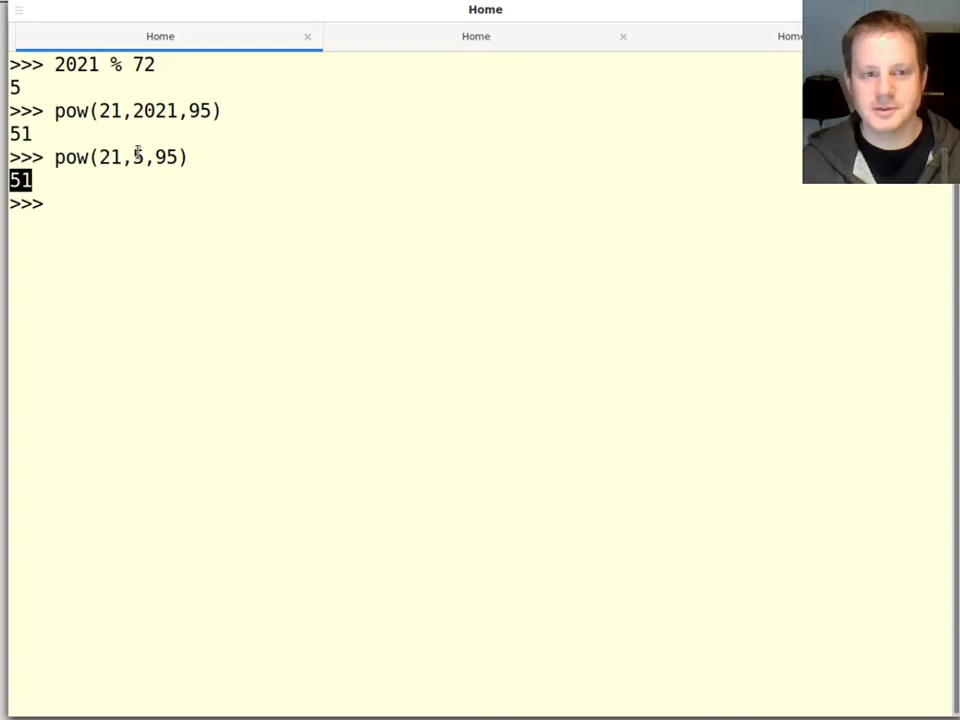 Home
Home × Home × Home
>>> 2021 % 72
5
>>> pow(21,2021,95)
51
>>> pow(21,5,95)
51
>>>